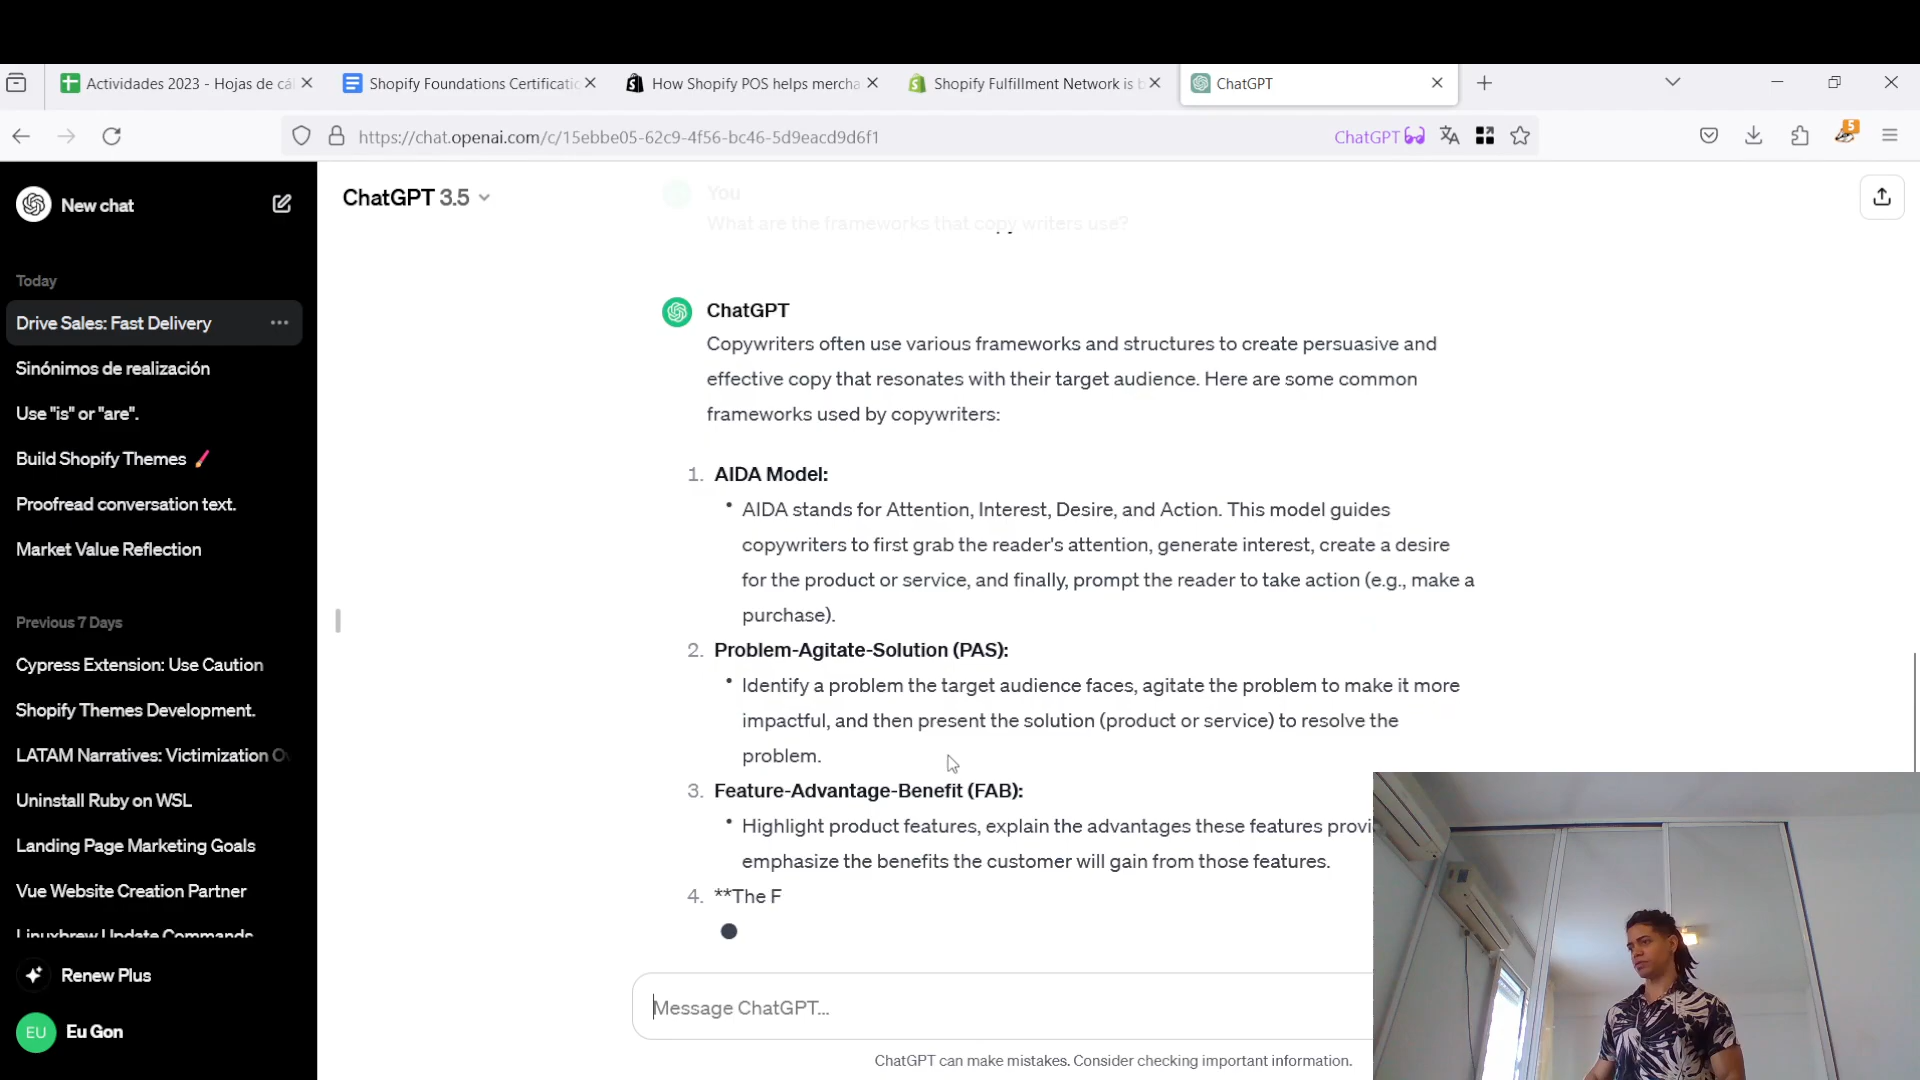 Actividades 2023 - Hojas de cál
Shopify Foundations Certificatio
How Shopify POS helps mercha
Shopify Fulfillment Network is b
ChatGPT
https://chat.openai.com/c/15ebbe05-62c9-4f56-bc46-5d9eacd9d6f1
ChatGPT
5
New chat
Today
Drive Sales: Fast Delivery
Sinónimos de realización
Use "is" or "are".
Build Shopify Themes
Proofread conversation text.
Market Value Reflection
Previous 7 Days
Cypress Extension: Use Caution
Shopify Themes Development.
LATAM Narratives: Victimization Ov
Uninstall Ruby on WSL
Landing Page Marketing Goals
Vue Website Creation Partner
Linuxbrew Update Commands
Renew Plus
EU
Eu Gon
ChatGPT 3.5
You
What are the frameworks that copy writers use?
ChatGPT
Copywriters often use various frameworks and structures to create persuasive and
effective copy that resonates with their target audience. Here are some common
frameworks used by copywriters:
1. AIDA Model:
• AIDA stands for Attention, Interest, Desire, and Action. This model guides
copywriters to first grab the reader's attention, generate interest, create a desire
for the product or service, and finally, prompt the reader to take action (e.g., make a
purchase).
2. Problem-Agitate-Solution (PAS):
• Identify a problem the target audience faces, agitate the problem to make it more
impactful, and then present the solution (product or service) to resolve the
problem.
3. Feature-Advantage-Benefit (FAB):
• Highlight product features, explain the advantages these features provi
emphasize the benefits the customer will gain from those features.
4. **The F
Message ChatGPT...
ChatGPT can make mistakes. Consider checking important information.